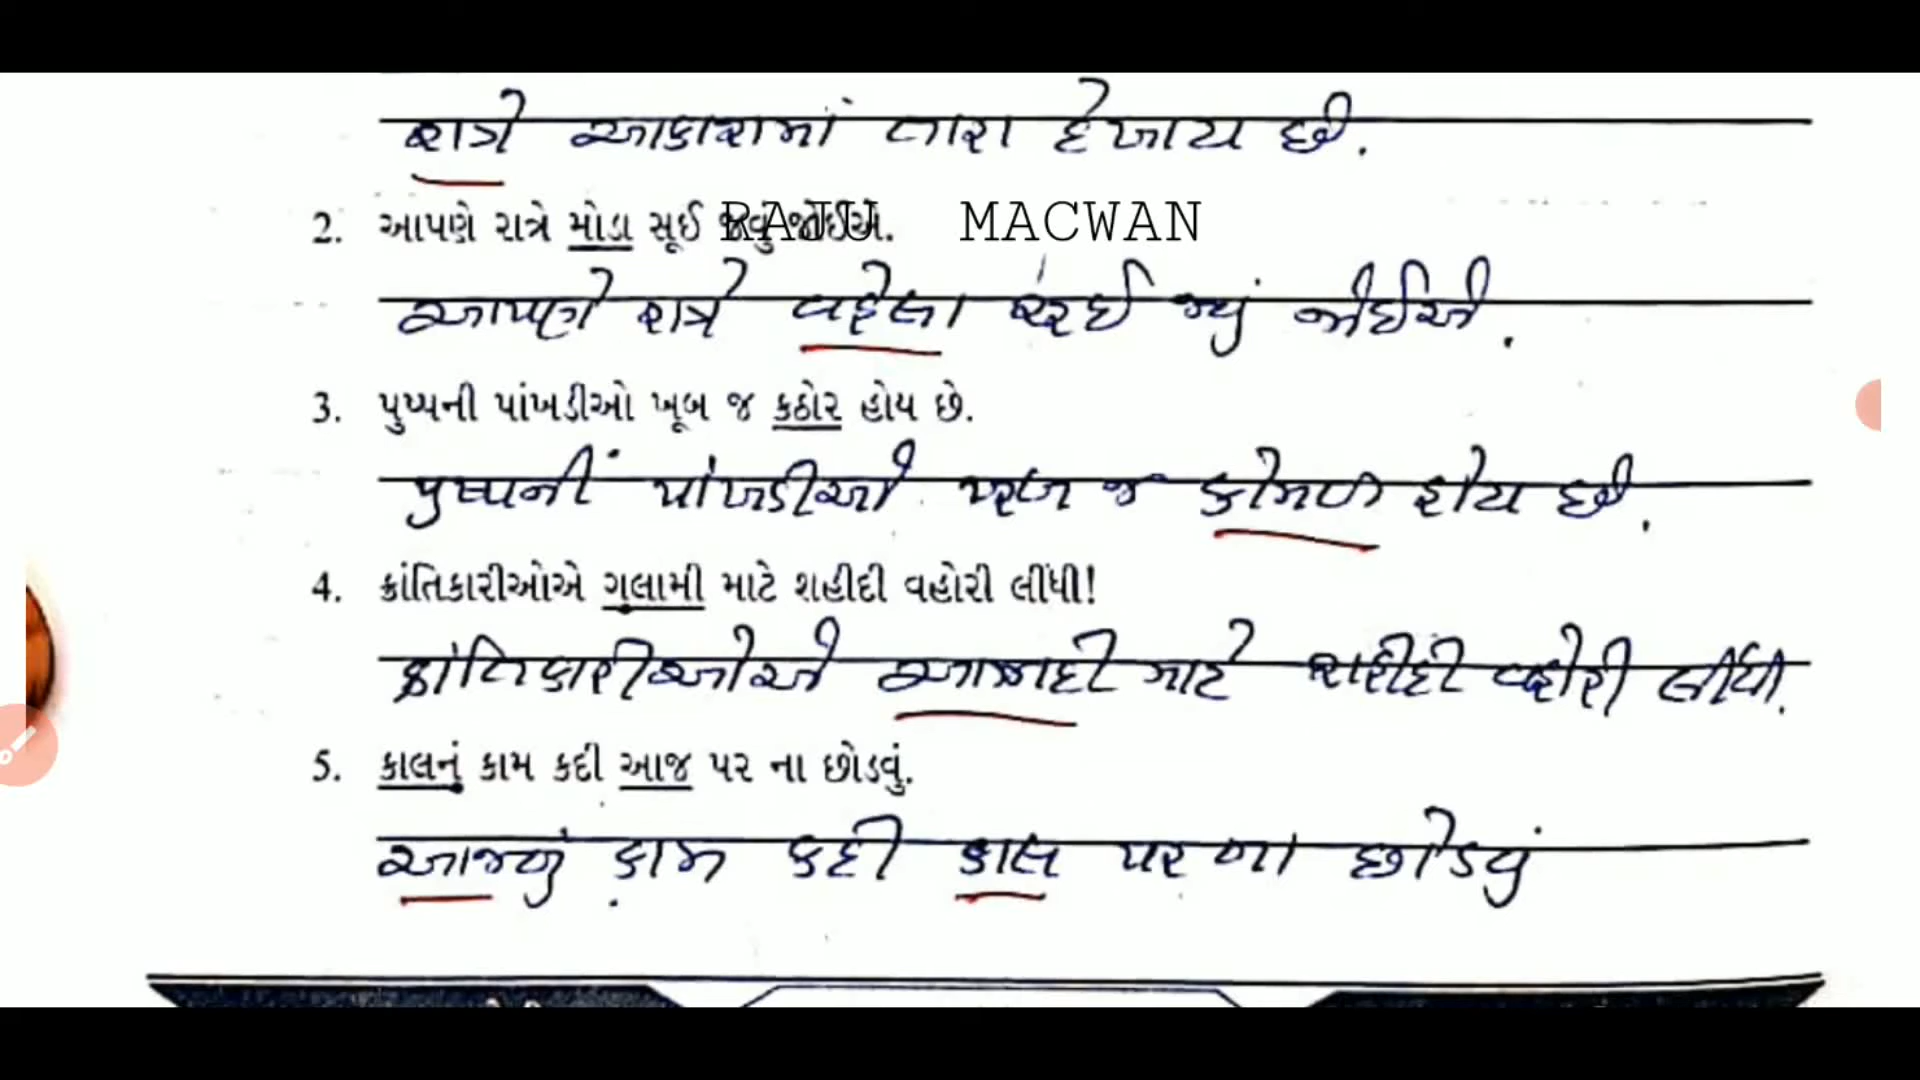 રાત્રે આકાશમાં તારા દેખાય છે.
2. આપણે રાત્રે મોડા સૂઈ જવું જોઈએ.
RAJU MACWAN
આપણે રાત્રે વહેલા સૂઈ જવું જોઈએ.
3. પુષ્પની પાંખડીઓ ખૂબ જ કઠોર હોય છે.
પુષ્પની પાંખડીઓ ખૂબ જ કોમળ હોય છે.
4. ક્રાંતિકારીઓએ ગુલામી માટે શહીદી વહોરી લીધી!
ક્રાંતિકારીઓએ આઝાદી માટે શહીદી વહોરી લીધી.
5. કાલનું કામ કદી આજ પર ના છોડવું.
આજનું કામ કદી કાલ પર ના છોડવું